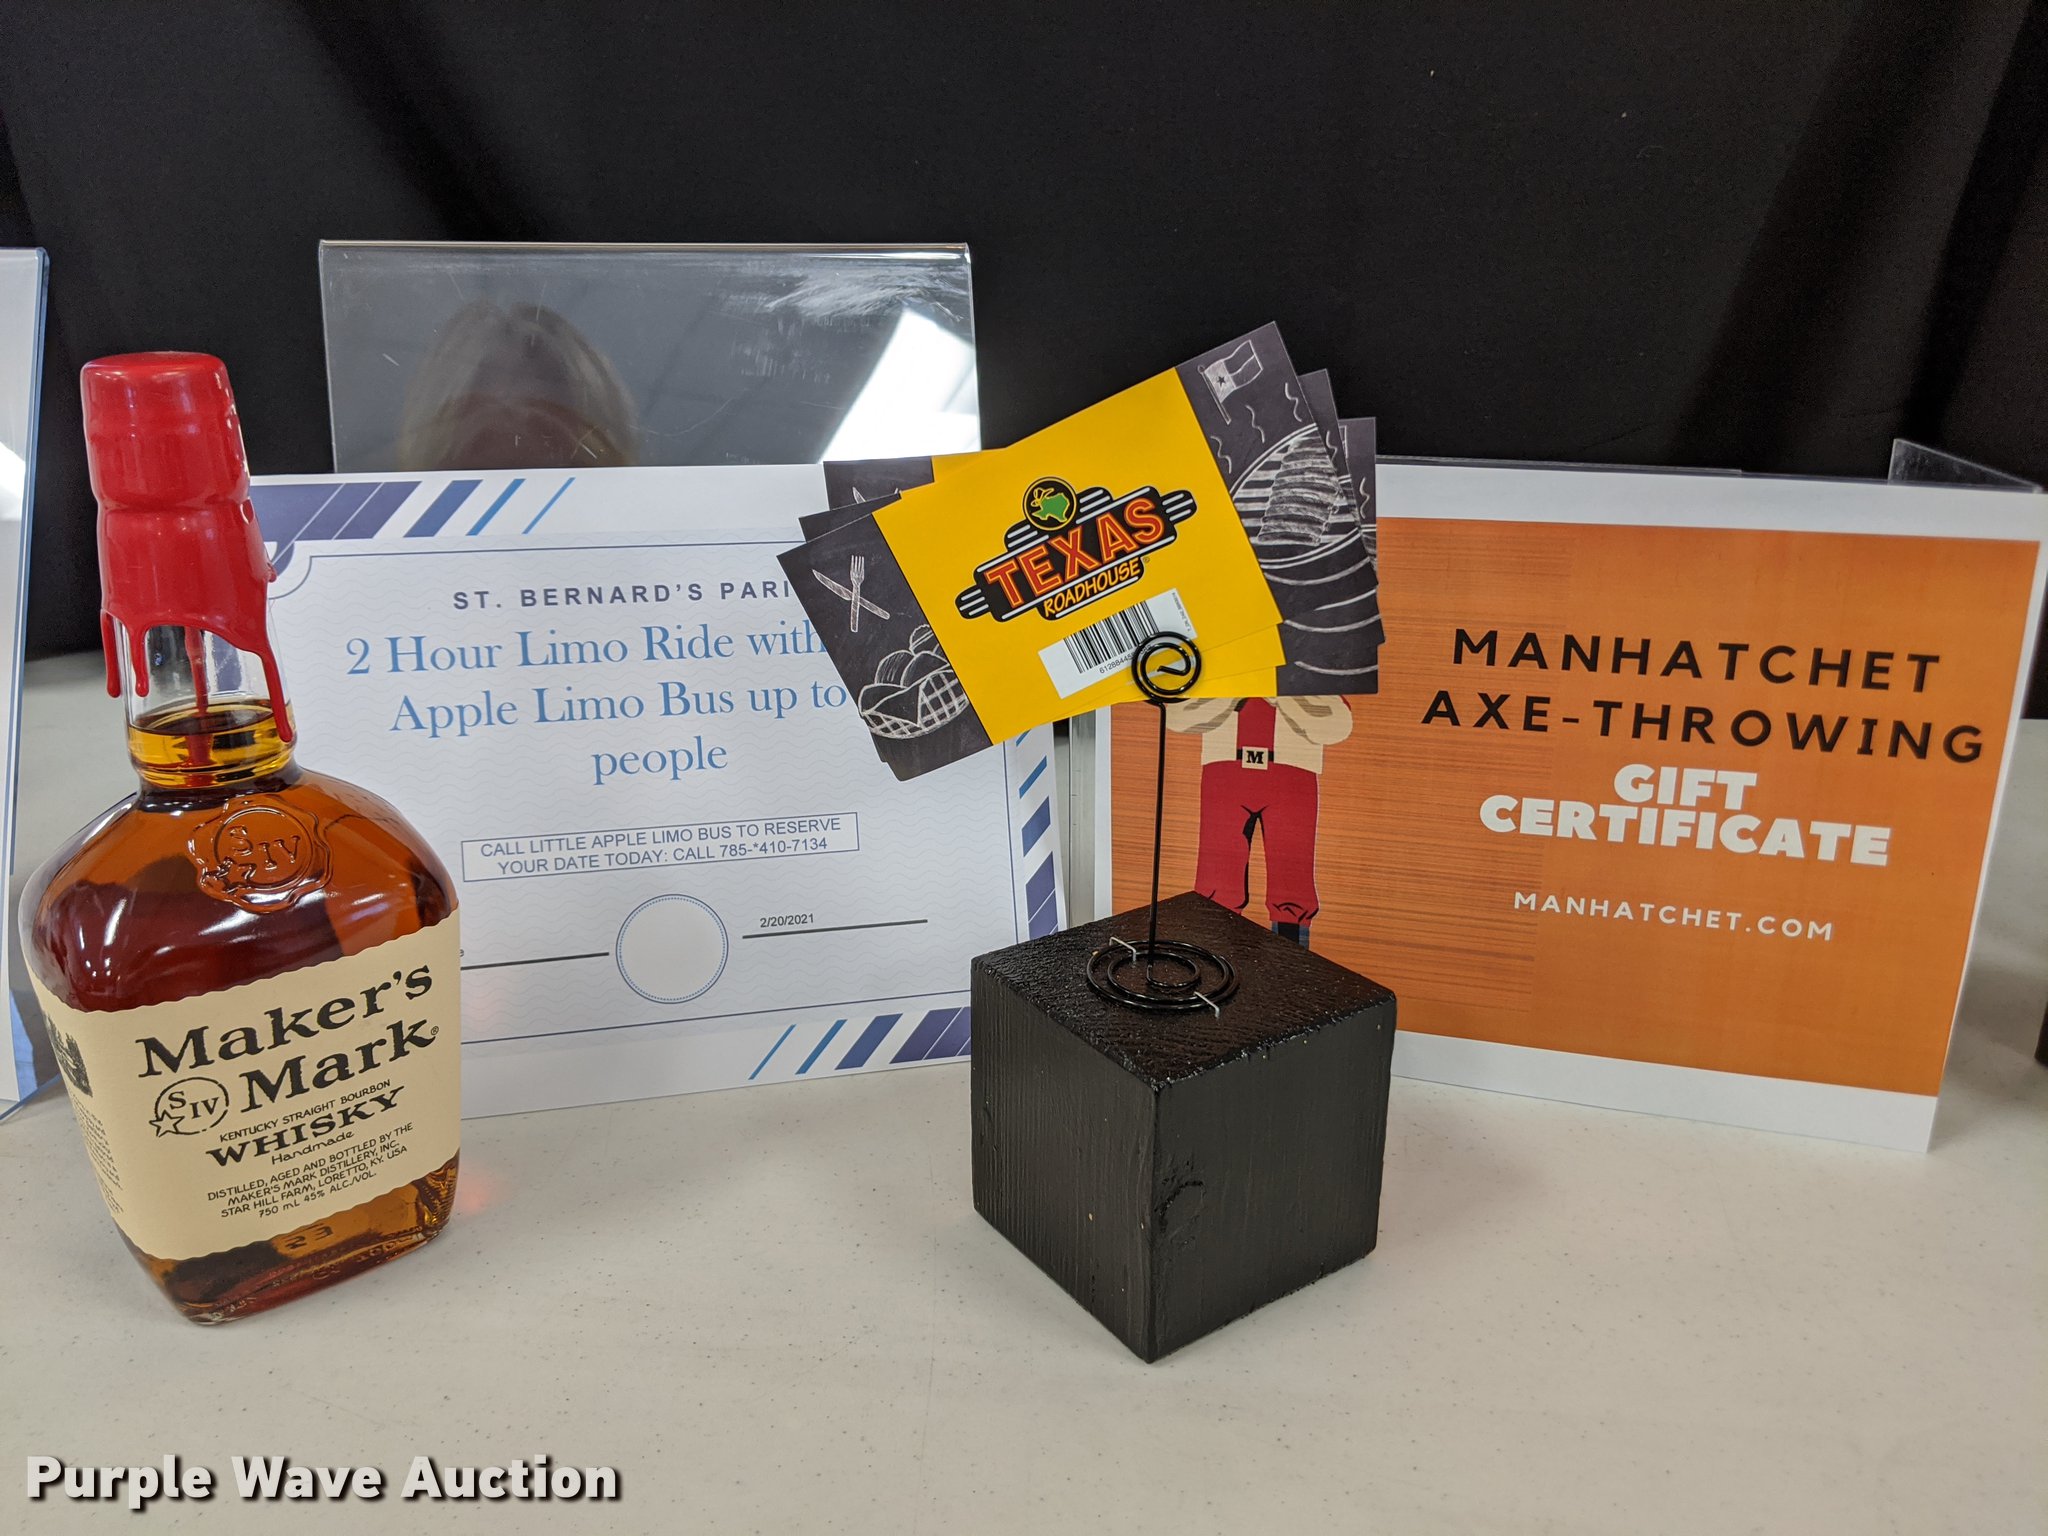 ST. BERNARD'S
2 Hour Limo Ride with
Apple Limo Bus up to
people
CALL LITTLE APPLE LIMO BUS TO RESERVE
YOUR DATE TODAY: CALL 785-*410-7134
2/20/2021
TEXAS
ROADHOUSE
MANHATCHET
AXE-THROWING
GIFT
CERTIFICATE
MANHATCHET.COM
M
S
IV
Maker's
Mark®
S IV
KENTUCKY STRAIGHT BOURBON
WHISKY
Handmade
DISTILLED, AGED AND BOTTLED BY THE
MAKER'S MARK DISTILLERY, INC.
STAR HILL FARM, LORETTO, KY. USA
750 mL 45% ALC./VOL.
23
Purple Wave Auction